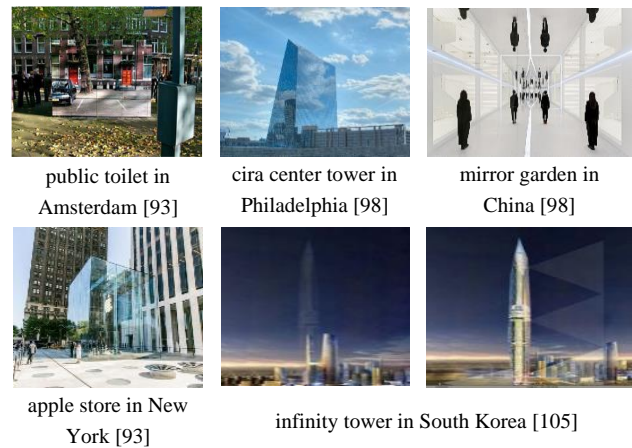 public toilet in
Amsterdam [93]
cira center tower in
Philadelphia [98]
mirror garden in
China [98]
apple store in New
York [93]
infinity tower in South Korea [105]